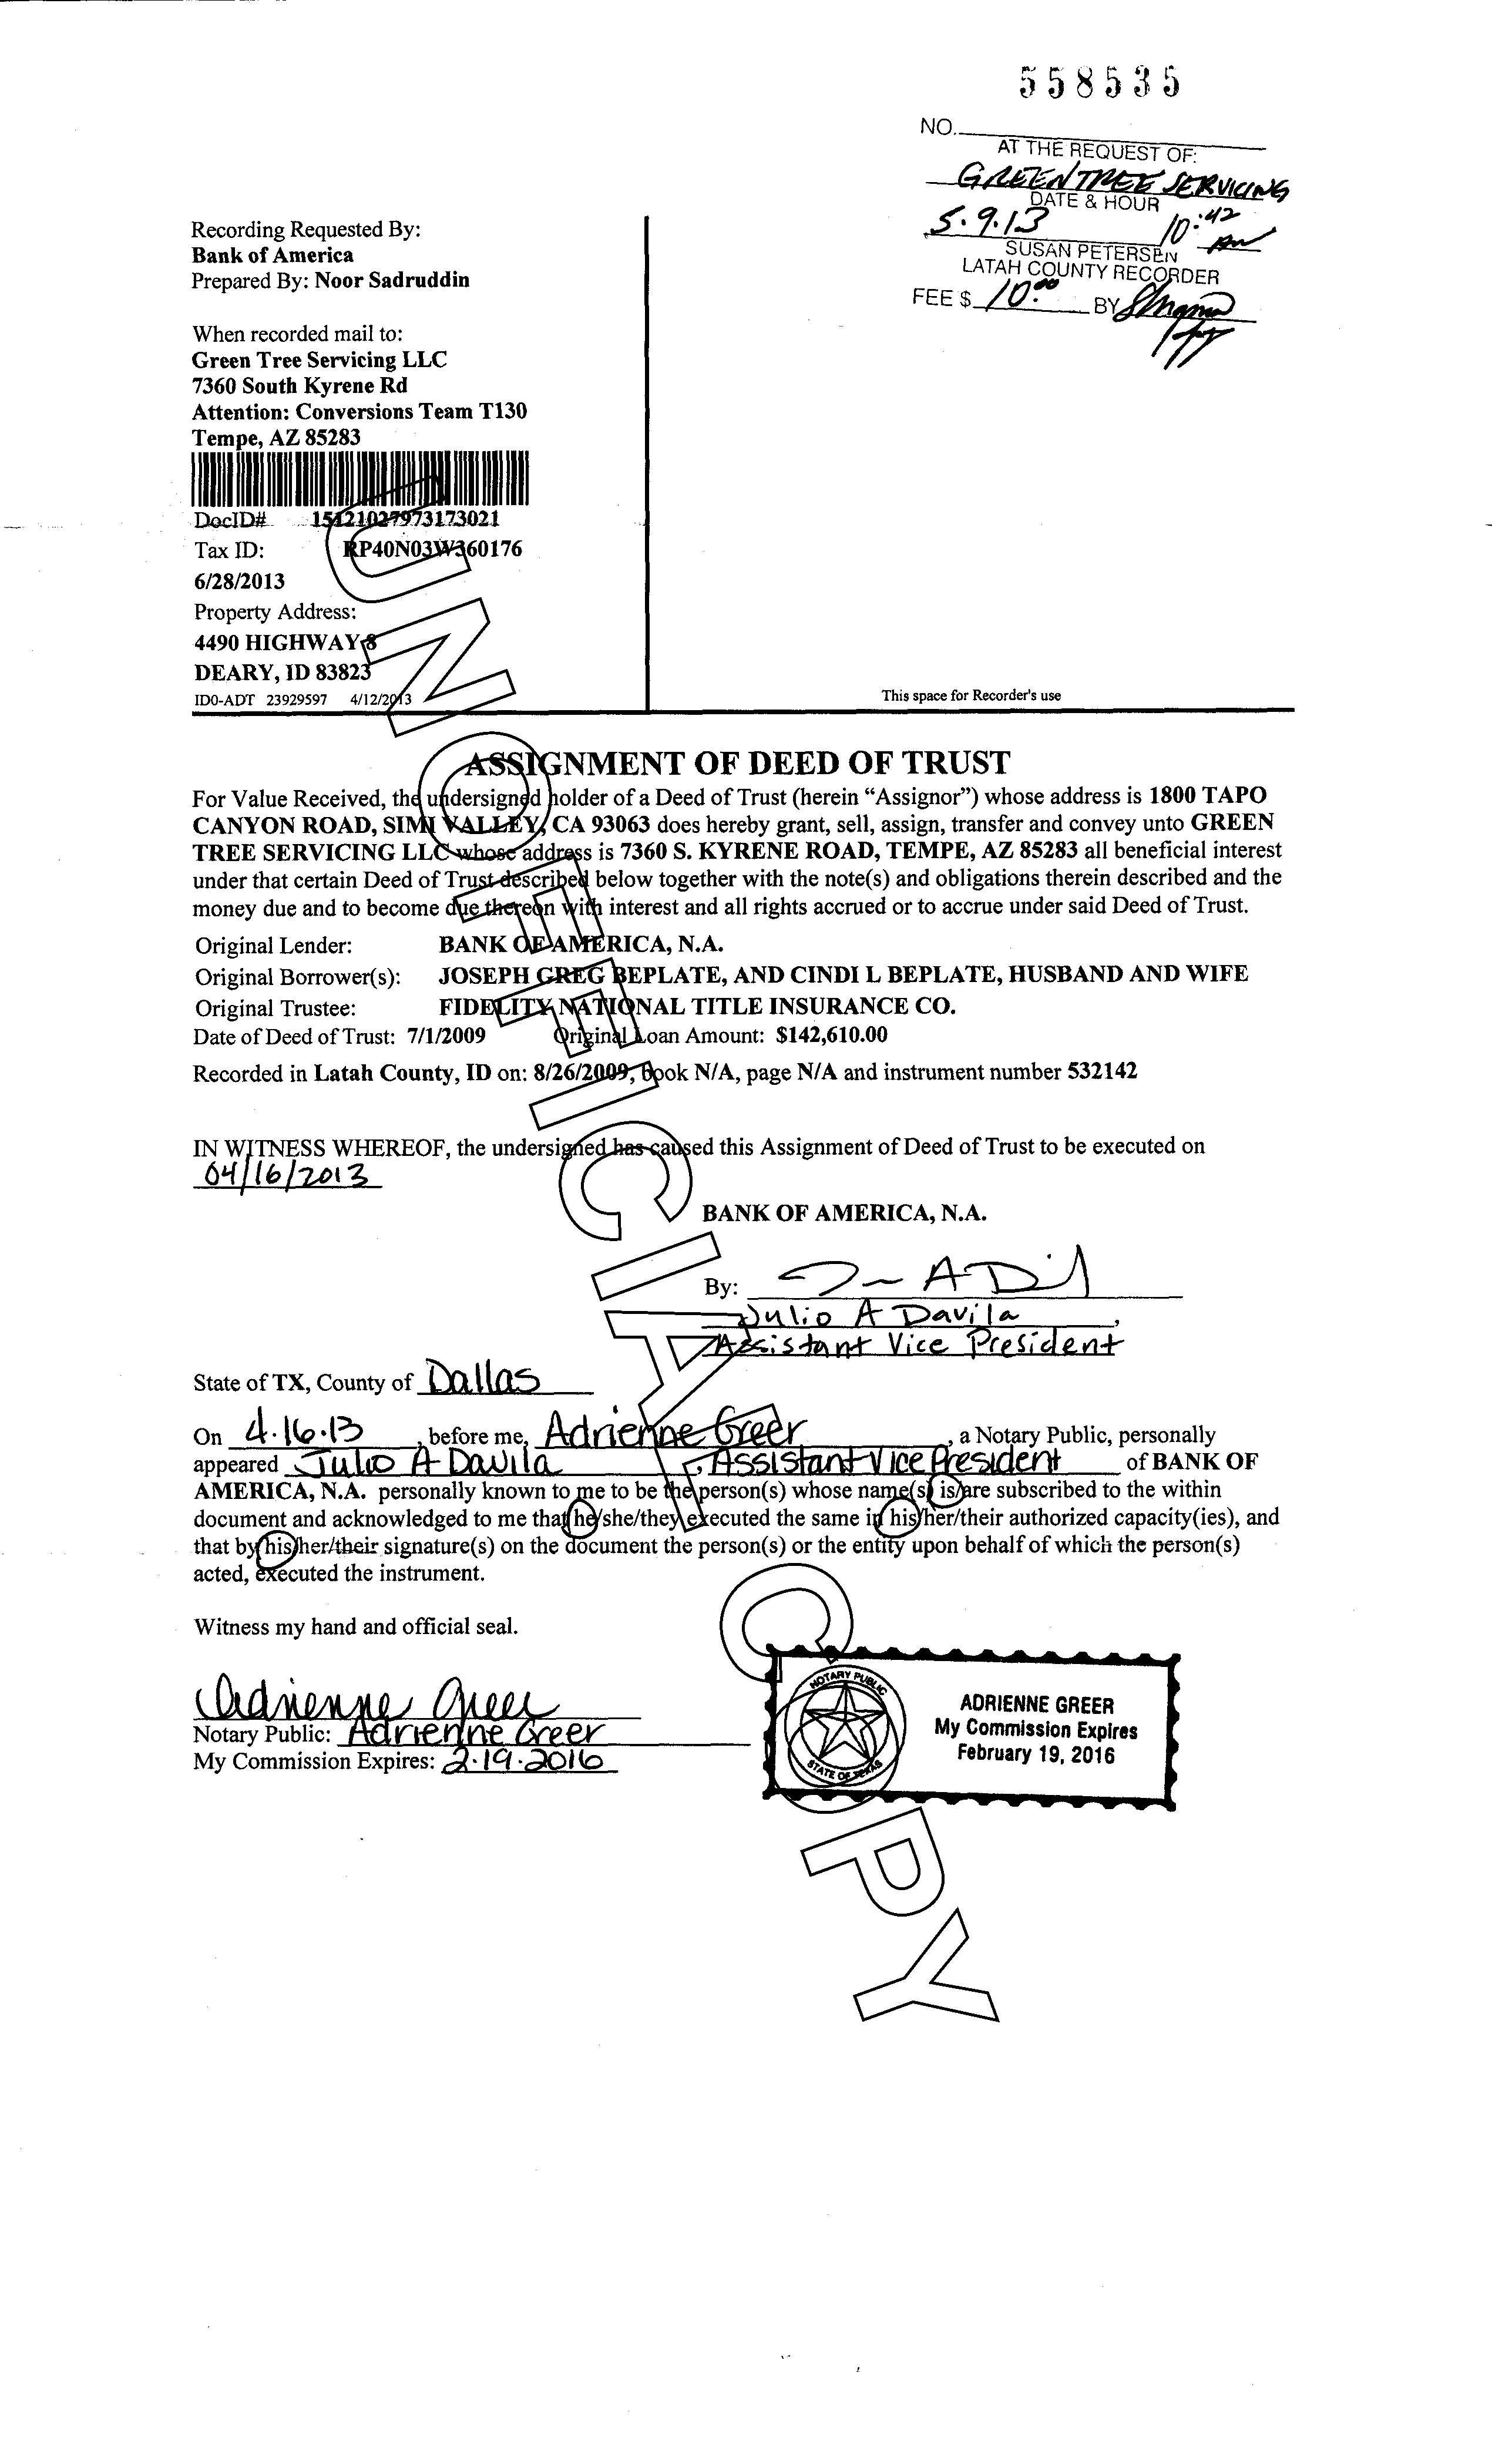 558535
NO.
AT THE REQUEST OF:
GREEN TREE SERVICING
DATE & HOUR
5.9.13 10:42 AM
SUSAN PETERSEN
LATAH COUNTY RECORDER
FEE $ 10.00 BY
Recording Requested By:
Bank of America
Prepared By: Noor Sadruddin
When recorded mail to:
Green Tree Servicing LLC
7360 South Kyrene Rd
Attention: Conversions Team T130
Tempe, AZ 85283
DocID# 15121027973173021
Tax ID: RP40N03W360176
6/28/2013
Property Address:
4490 HIGHWAY 8
DEARY, ID 83823
ID0-ADT 23929597 4/12/2013
This space for Recorder's use
ASSIGNMENT OF DEED OF TRUST
For Value Received, the undersigned holder of a Deed of Trust (herein “Assignor”) whose address is 1800 TAPO
CANYON ROAD, SIMI VALLEY, CA 93063 does hereby grant, sell, assign, transfer and convey unto GREEN
TREE SERVICING LLC whose address is 7360 S. KYRENE ROAD, TEMPE, AZ 85283 all beneficial interest
under that certain Deed of Trust described below together with the note(s) and obligations therein described and the
money due and to become due thereon with interest and all rights accrued or to accrue under said Deed of Trust.
Original Lender: BANK OF AMERICA, N.A.
Original Borrower(s): JOSEPH GREG BEPLATE, AND CINDI L BEPLATE, HUSBAND AND WIFE
Original Trustee: FIDELITY NATIONAL TITLE INSURANCE CO.
Date of Deed of Trust: 7/1/2009 Original Loan Amount: $142,610.00
Recorded in Latah County, ID on: 8/26/2009, book N/A, page N/A and instrument number 532142
IN WITNESS WHEREOF, the undersigned has caused this Assignment of Deed of Trust to be executed on
04/16/2013
BANK OF AMERICA, N.A.
By:
Julio A Davila,
Assistant Vice President
State of TX, County of Dallas
On 4.16.13, before me, Adrienne Greer, a Notary Public, personally
appeared Julio A Davila, Assistant Vice President of BANK OF
AMERICA, N.A. personally known to me to be the person(s) whose name(s) is/are subscribed to the within
document and acknowledged to me that he/she/they executed the same in his/her/their authorized capacity(ies), and
that by his/her/their signature(s) on the document the person(s) or the entity upon behalf of which the person(s)
acted, executed the instrument.
Witness my hand and official seal.
Adrienne Greer
Notary Public: Adrienne Greer
My Commission Expires: 2.19.2016
NOTARY PUBLIC
STATE OF TEXAS
ADRIENNE GREER
My Commission Expires
February 19, 2016
UNOFFICIAL COPY